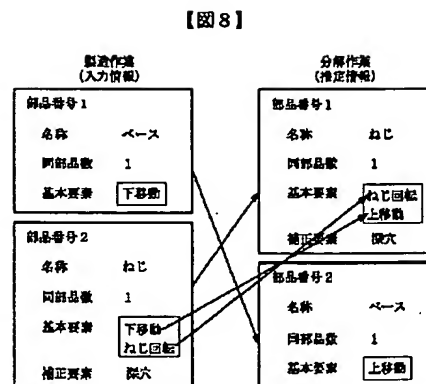 【図8】
製造作業
(入力情報)
部品番号1
名称 ベース
同部品数 1
基本要素 下移動
部品番号2
名称 ねじ
同部品数 1
基本要素 下移動
ねじ回転
補正要素 深穴
分解作業
(推定情報)
部品番号1
名称 ねじ
同部品数 1
基本要素 ねじ回転
上移動
補正要素 深穴
部品番号2
名称 ベース
同部品数 1
基本要素 上移動